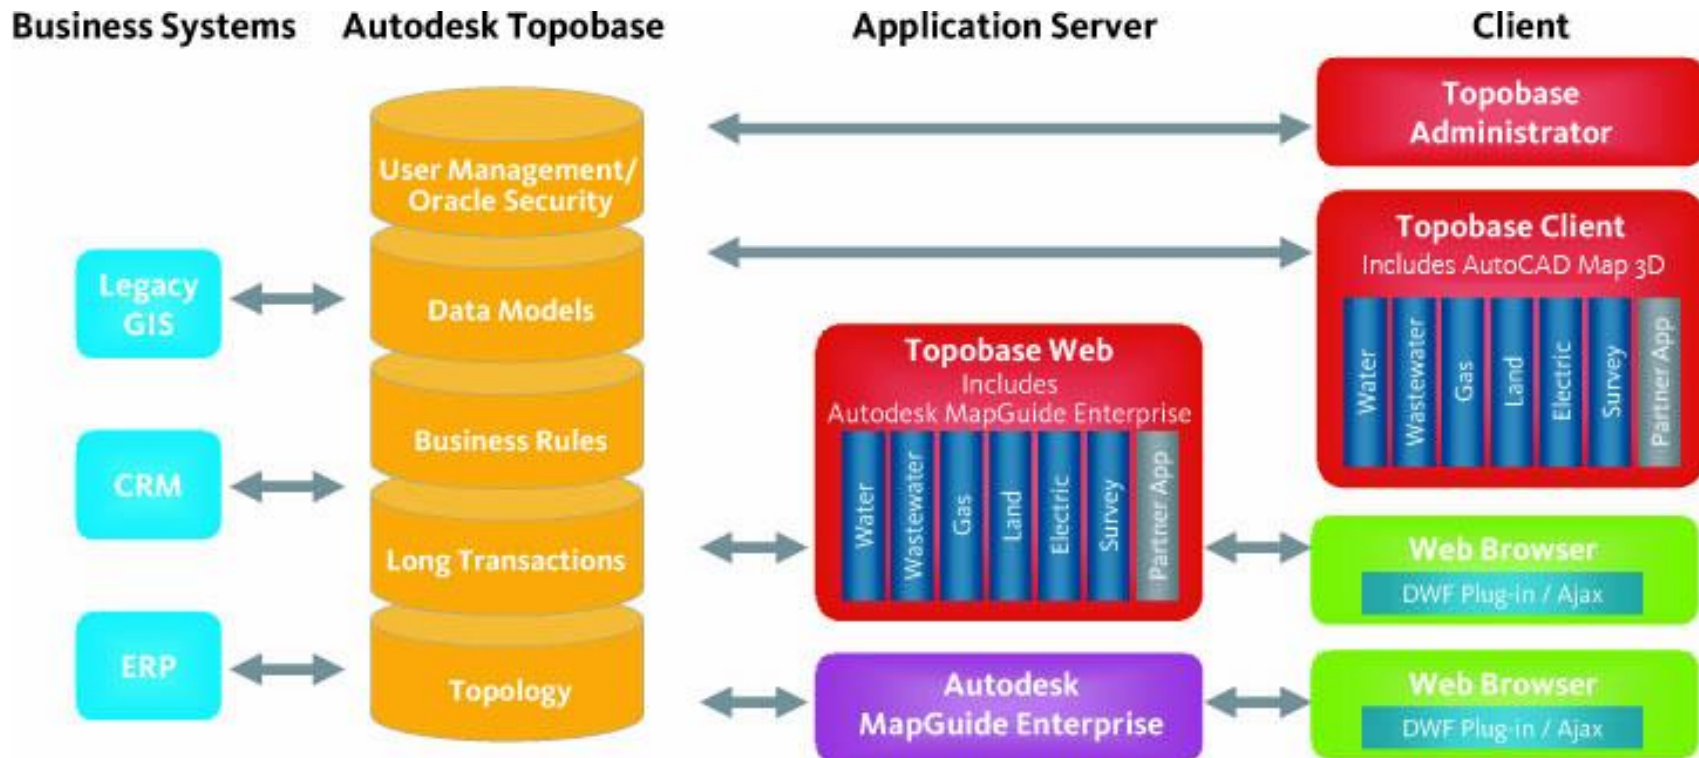 Business Systems
Autodesk Topobase
Application Server
Client
User Management/
Oracle Security
Data Models
Business Rules
Long Transactions
Topology
Legacy
GIS
CRM
ERP
Topobase Web
Includes
Autodesk MapGuide Enterprise
Water
Wastewater
Gas
Land
Electric
Survey
Partner App
Autodesk
MapGuide Enterprise
Topobase
Administrator
Topobase Client
Includes AutoCAD Map 3D
Water
Wastewater
Gas
Land
Electric
Survey
Partner App
Web Browser
DWF Plug-in / Ajax
Web Browser
DWF Plug-in / Ajax